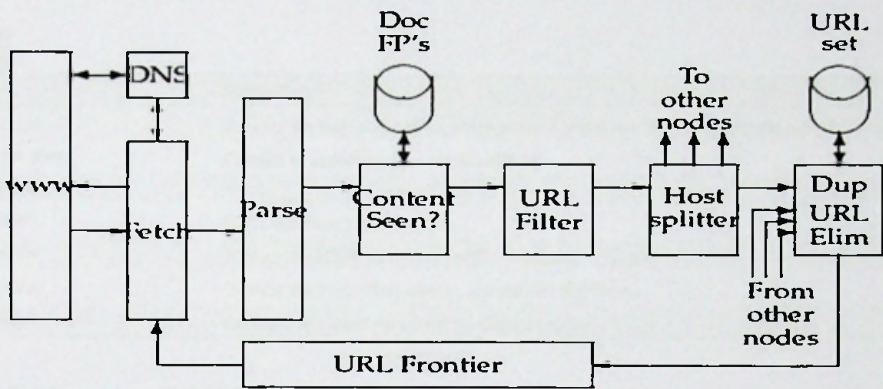 Doc
FP's
URL
set
DNS
To
other
nodes
www
Fetch
Parse
Content
Seen?
URL
Filter
Host
splitter
Dup
URL
Elim
From
other
nodes
URL Frontier